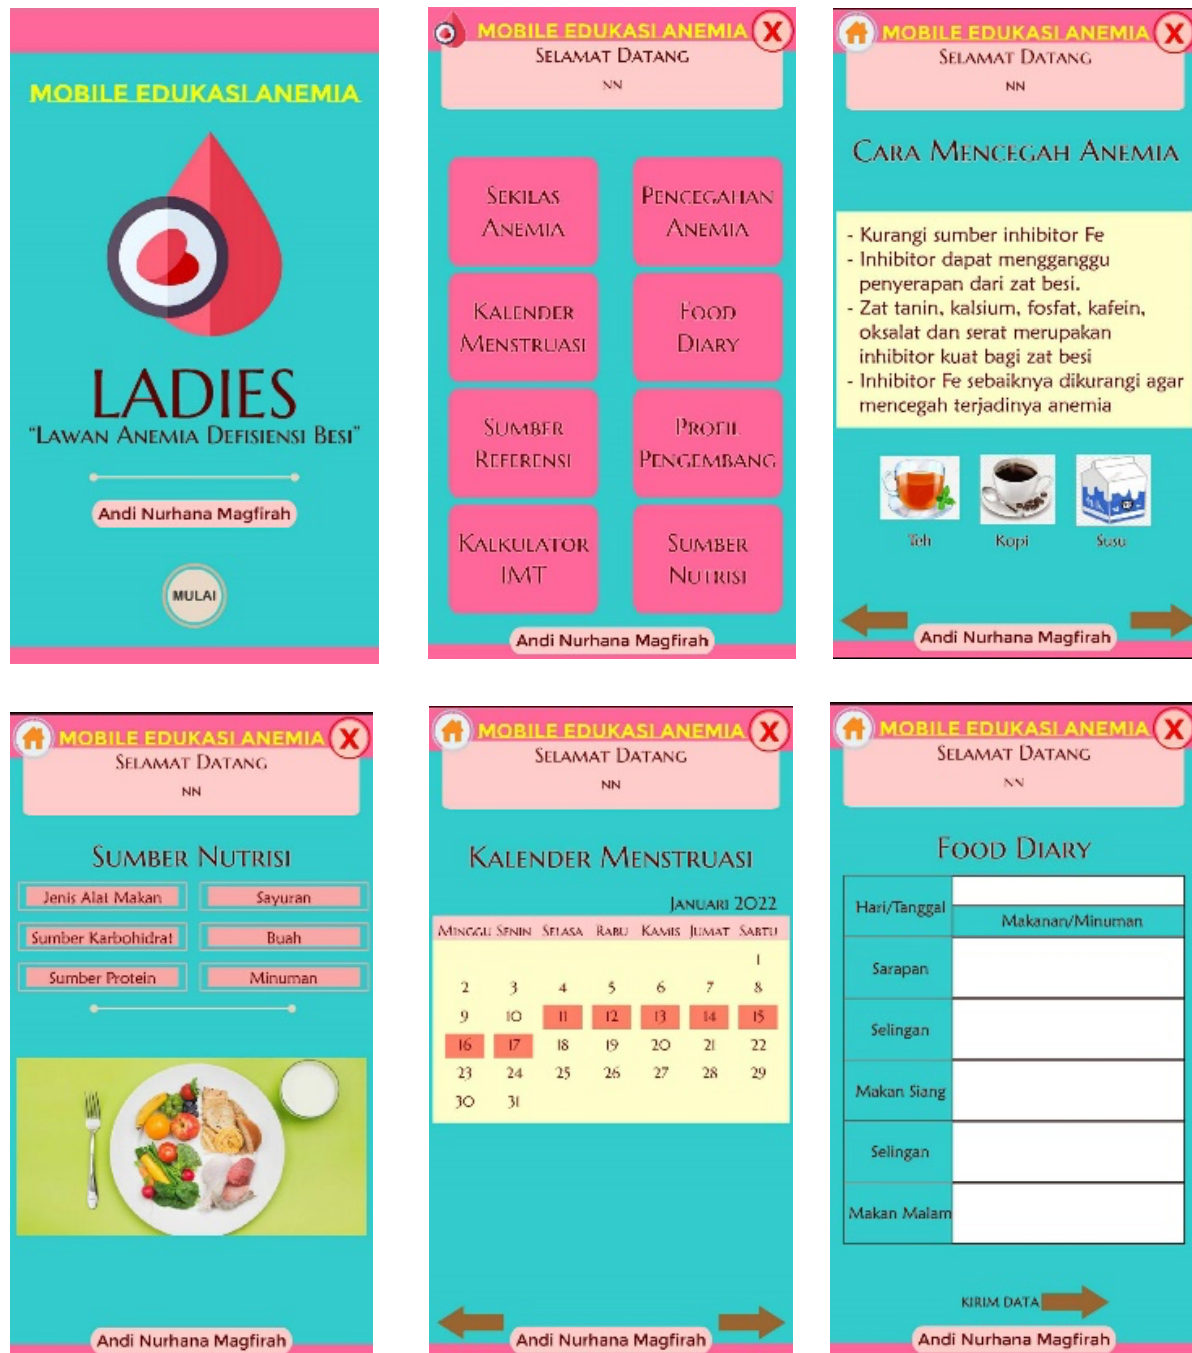 MOBILE EDUKASI ANEMIA
LADIES
"LAWAN ANEMIA DEFISIENSI BESI"
Andi Nurhana Magfirah
MULAI
MOBILE EDUKASI ANEMIA
X
SELAMAT DATANG
NN
SEKILAS
ANEMIA
PENCEGAHAN
ANEMIA
KALENDER
MENSTRUASI
FOOD
DIARY
SUMBER
REFERENSI
PROFIL
PENGEMBANG
KALKULATOR
IMT
SUMBER
NUTRISI
Andi Nurhana Magfirah
MOBILE EDUKASI ANEMIA
X
SELAMAT DATANG
NN
CARA MENCEGAH ANEMIA
- Kurangi sumber inhibitor Fe
- Inhibitor dapat mengganggu
penyerapan dari zat besi.
- Zat tanin, kalsium, fosfat, kafein,
oksalat dan serat merupakan
inhibitor kuat bagi zat besi
- Inhibitor Fe sebaiknya dikurangi agar
mencegah terjadinya anemia
Teh Kopi Susu
Andi Nurhana Magfirah
MOBILE EDUKASI ANEMIA
X
SELAMAT DATANG
NN
SUMBER NUTRISI
Jenis Alat Makan Sayuran
Sumber Karbohidrat Buah
Sumber Protein Minuman
Andi Nurhana Magfirah
MOBILE EDUKASI ANEMIA
X
SELAMAT DATANG
NN
KALENDER MENSTRUASI
JANUARI 2022
MINGGU SENIN SELASA RABU KAMIS JUMAT SABTU
1
2 3 4 5 6 7 8
9 10 11 12 13 14 15
16 17 18 19 20 21 22
23 24 25 26 27 28 29
30 31
Andi Nurhana Magfirah
MOBILE EDUKASI ANEMIA
X
SELAMAT DATANG
NN
FOOD DIARY
Hari/Tanggal
Makanan/Minuman
Sarapan
Selingan
Makan Siang
Selingan
Makan Malam
KIRIM DATA
Andi Nurhana Magfirah